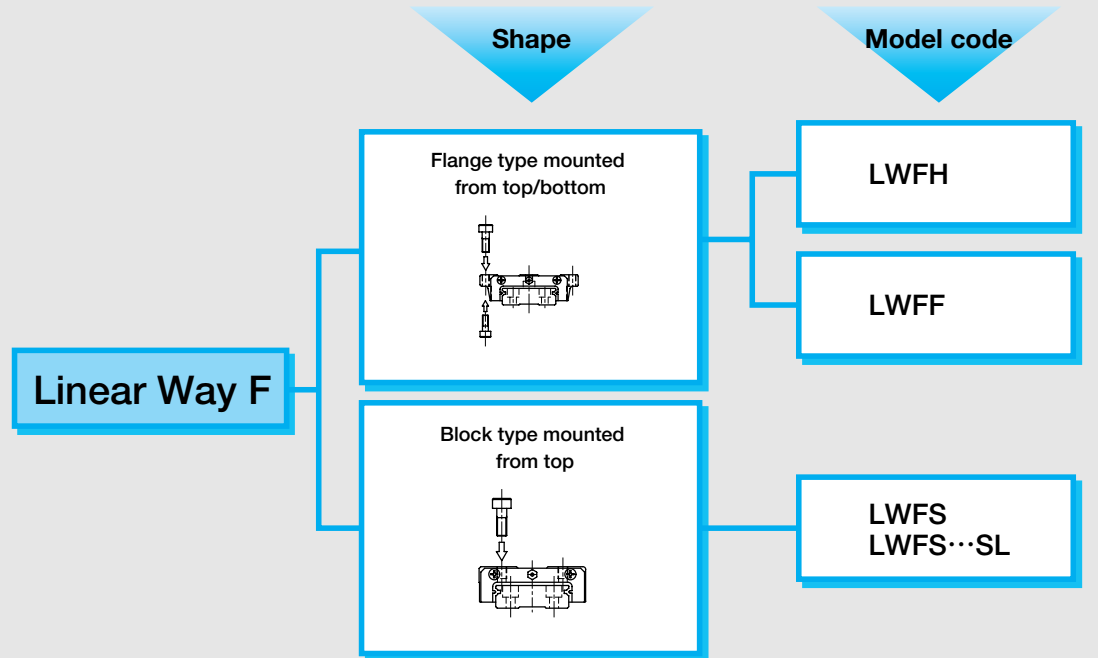 Shape
Model code
Linear Way F
Flange type mounted
from top/bottom
LWFH
LWFF
Block type mounted
from top
LWFS
LWFS⋯SL